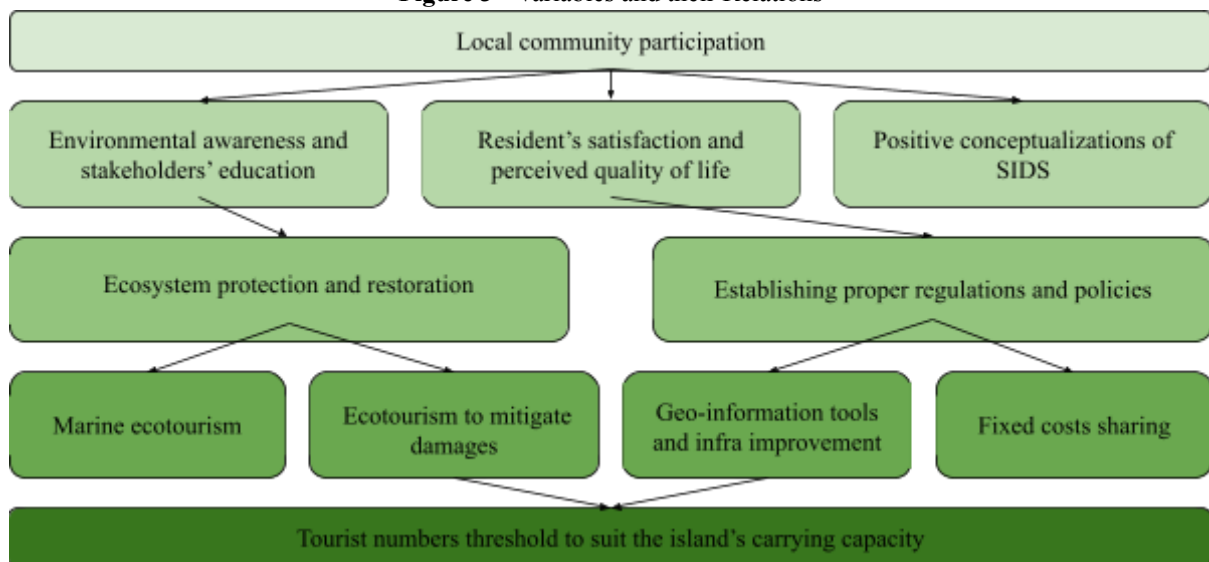 Figure 3 – Variables and their Relations
Local community participation
Environmental awareness and
stakeholders’ education
Resident’s satisfaction and
perceived quality of life
Positive conceptualizations of
SIDS
Ecosystem protection and restoration
Establishing proper regulations and policies
Marine ecotourism
Ecotourism to mitigate
damages
Geo-information tools
and infra improvement
Fixed costs sharing
Tourist numbers threshold to suit the island’s carrying capacity